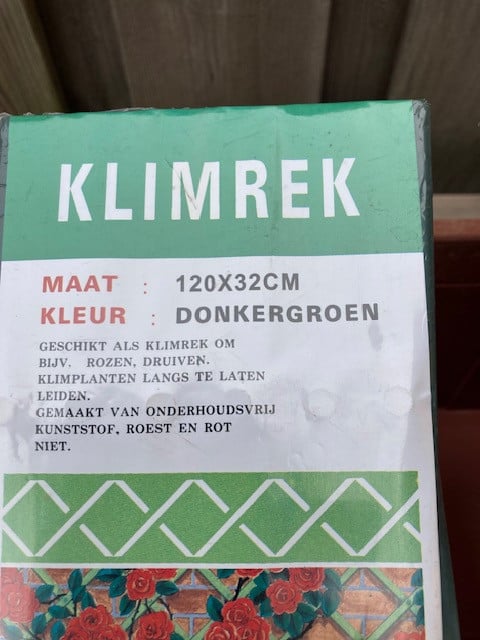 KLIMREK
MAAT : 120X32CM
KLEUR : DONKERGROEN
GESCHIKT ALS KLIMREK OM
BIJV. ROZEN, DRUIVEN.
KLIMPLANTEN LANGS TE LATEN
LEIDEN.
GEMAAKT VAN ONDERHOUDSVRIJ
KUNSTSTOF, ROEST EN ROT
NIET.